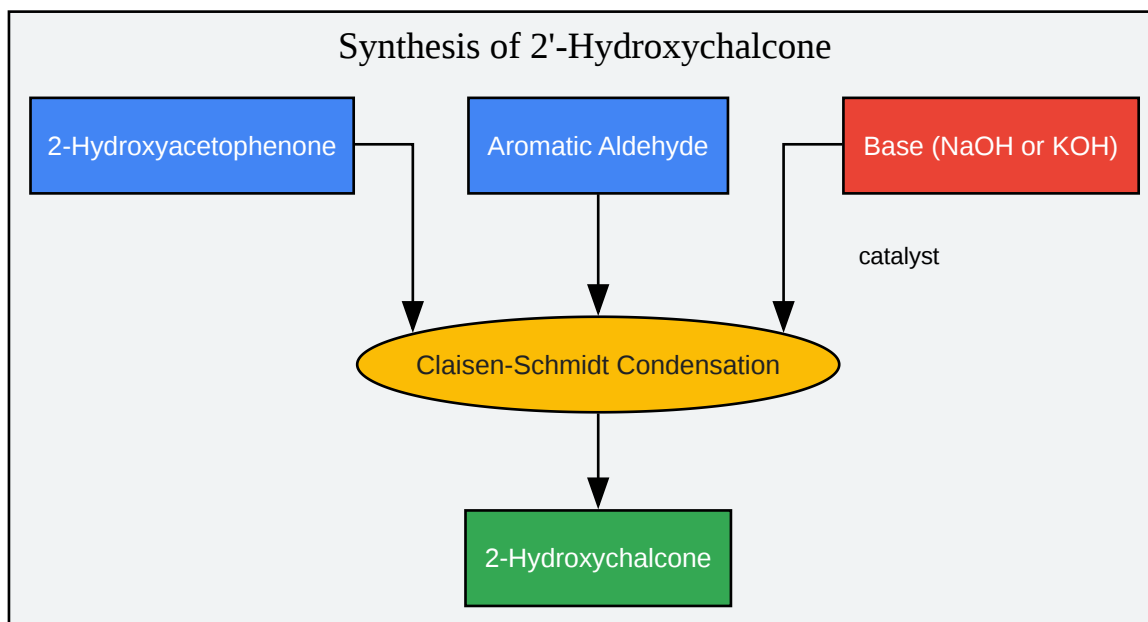 Synthesis of 2'-Hydroxychalcone
2-Hydroxyacetophenone
Aromatic Aldehyde
Base (NaOH or KOH)
catalyst
Claisen-Schmidt Condensation
2-Hydroxychalcone